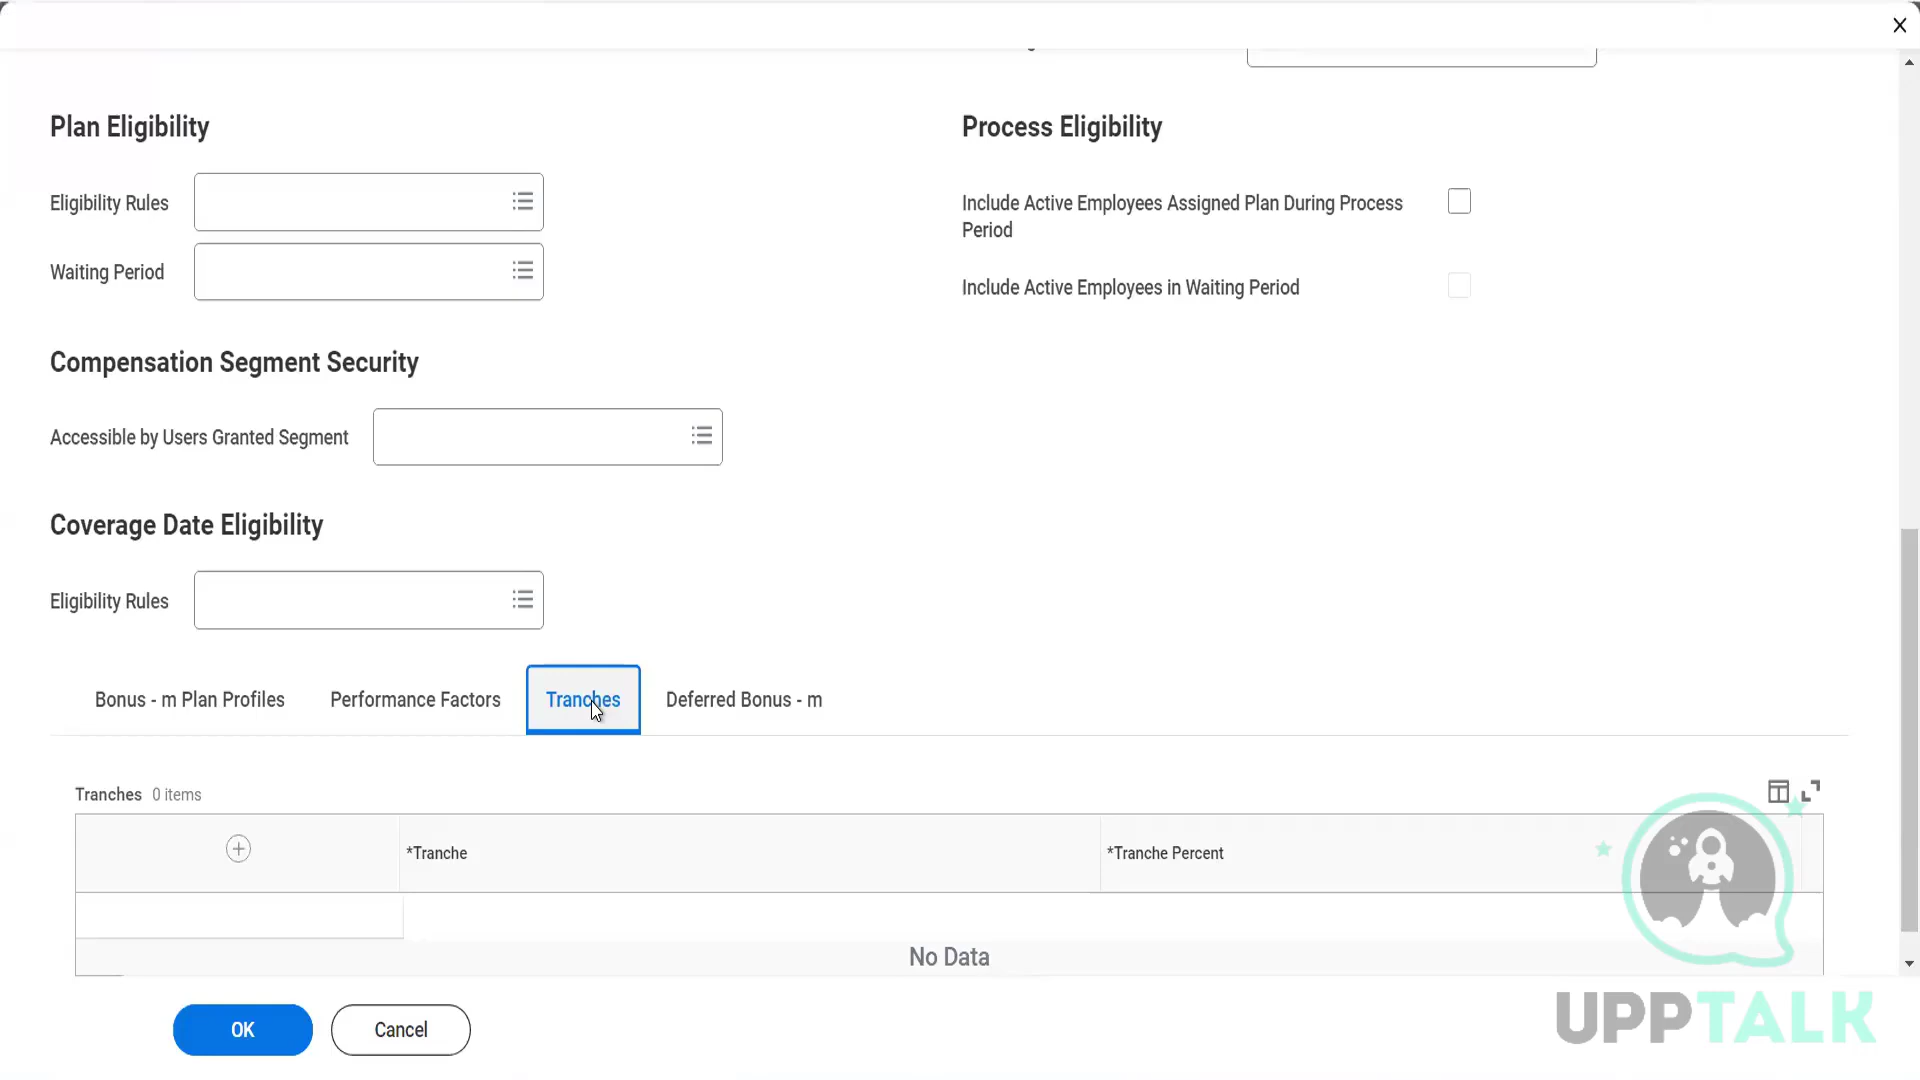 X
Plan Eligibility
Process Eligibility
Eligibility Rules
Include Active Employees Assigned Plan During Process
Period
Waiting Period
Include Active Employees in Waiting Period
Compensation Segment Security
Accessible by Users Granted Segment
Coverage Date Eligibility
Eligibility Rules
Bonus - m Plan Profiles
Performance Factors
Tranches
Deferred Bonus - m
Tranches 0 items
*Tranche
*Tranche Percent
No Data
OK
Cancel
UPPTALK